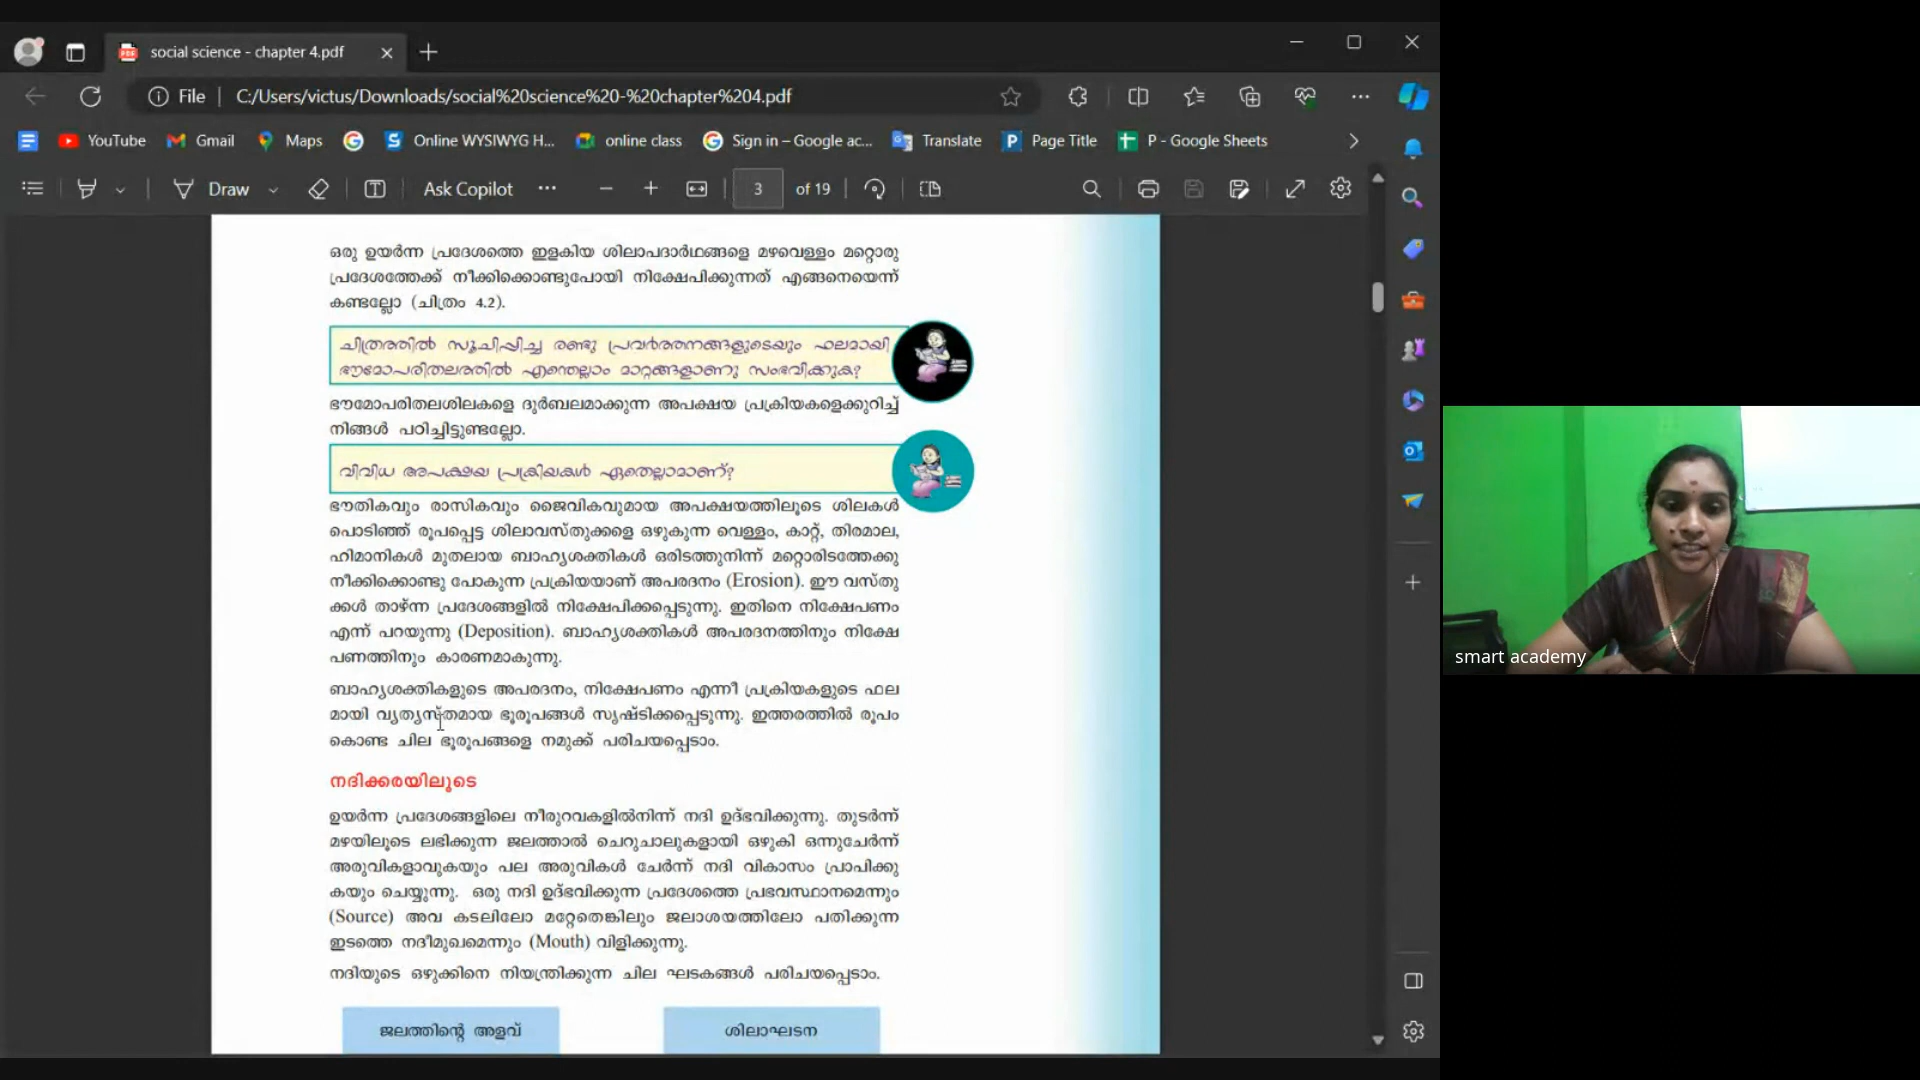 social science - chapter 4.pdf
File
C:/Users/victus/Downloads/social%20science%20-%20chapter%204.pdf
YouTube Gmail Maps Online WYSIWYG H... online class Sign in – Google ac... Translate Page Title P - Google Sheets
Draw Ask Copilot 3 of 19
ഒരു ഉയർന്ന പ്രദേശത്തെ ഇളകിയ ശിലാപദാർഥങ്ങളെ മഴവെള്ളം മറ്റൊരു
പ്രദേശത്തേക്ക് നീക്കിക്കൊണ്ടുപോയി നിക്ഷേപിക്കുന്നത് എങ്ങനെയെന്ന്
കണ്ടല്ലോ (ചിത്രം 4.2).
ചിത്രത്തിൽ സൂചിപ്പിച്ച രണ്ടു പ്രവർത്തനങ്ങളുടെയും ഫലമായി
ഭൗമോപരിതലത്തിൽ എന്തെല്ലാം മാറ്റങ്ങളാണു സംഭവിക്കുക?
ഭൗമോപരിതലശിലകളെ ദുർബലമാക്കുന്ന അപക്ഷയ പ്രക്രിയകളെക്കുറിച്ച്
നിങ്ങൾ പഠിച്ചിട്ടുണ്ടല്ലോ.
വിവിധ അപക്ഷയ പ്രക്രിയകൾ ഏതെല്ലാമാണ്?
ഭൗതികവും രാസികവും ജൈവികവുമായ അപക്ഷയത്തിലൂടെ ശിലകൾ
പൊടിഞ്ഞ് രൂപപ്പെട്ട ശിലാവസ്തുക്കളെ ഒഴുകുന്ന വെള്ളം, കാറ്റ്, തിരമാല,
ഹിമാനികൾ മുതലായ ബാഹ്യശക്തികൾ ഒരിടത്തുനിന്ന് മറ്റൊരിടത്തേക്കു
നീക്കിക്കൊണ്ടു പോകുന്ന പ്രക്രിയയാണ് അപരദനം (Erosion). ഈ വസ്തു
ക്കൾ താഴ്ന്ന പ്രദേശങ്ങളിൽ നിക്ഷേപിക്കപ്പെടുന്നു. ഇതിനെ നിക്ഷേപണം
എന്ന് പറയുന്നു (Deposition). ബാഹ്യശക്തികൾ അപരദനത്തിനും നിക്ഷേ
പണത്തിനും കാരണമാകുന്നു.
ബാഹ്യശക്തികളുടെ അപരദനം, നിക്ഷേപണം എന്നീ പ്രക്രിയകളുടെ ഫല
മായി വ്യത്യസ്തമായ ഭൂരൂപങ്ങൾ സൃഷ്ടിക്കപ്പെടുന്നു. ഇത്തരത്തിൽ രൂപം
കൊണ്ട ചില ഭൂരൂപങ്ങളെ നമുക്ക് പരിചയപ്പെടാം.
നദിക്കരയിലൂടെ
ഉയർന്ന പ്രദേശങ്ങളിലെ നീരുറവകളിൽനിന്ന് നദി ഉദ്ഭവിക്കുന്നു. തുടർന്ന്
മഴയിലൂടെ ലഭിക്കുന്ന ജലത്താൽ ചെറുചാലുകളായി ഒഴുകി ഒന്നുചേർന്ന്
അരുവികളാവുകയും പല അരുവികൾ ചേർന്ന് നദി വികാസം പ്രാപിക്കു
കയും ചെയ്യുന്നു. ഒരു നദി ഉദ്ഭവിക്കുന്ന പ്രദേശത്തെ പ്രഭവസ്ഥാനമെന്നും
(Source) അവ കടലിലോ മറ്റേതെങ്കിലും ജലാശയത്തിലോ പതിക്കുന്ന
ഇടത്തെ നദീമുഖമെന്നും (Mouth) വിളിക്കുന്നു.
നദിയുടെ ഒഴുക്കിനെ നിയന്ത്രിക്കുന്ന ചില ഘടകങ്ങൾ പരിചയപ്പെടാം.
ജലത്തിന്റെ അളവ്
ശിലാഘടന
smart academy